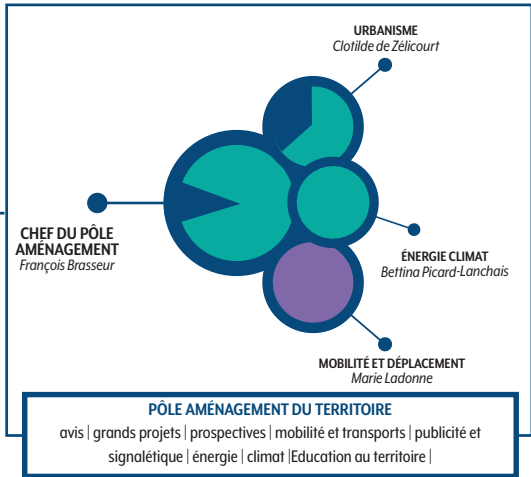 URBANISME
Clotilde de Zélicourt
CHEF DU PÔLE
AMÉNAGEMENT
François Brasseur
ÉNERGIE CLIMAT
Bettina Picard-Lanchais
MOBILITÉ ET DÉPLACEMENT
Marie Ladonne
PÔLE AMÉNAGEMENT DU TERRITOIRE
avis | grands projets | prospectives | mobilité et transports | publicité et
signalétique | énergie | climat |Education au territoire |